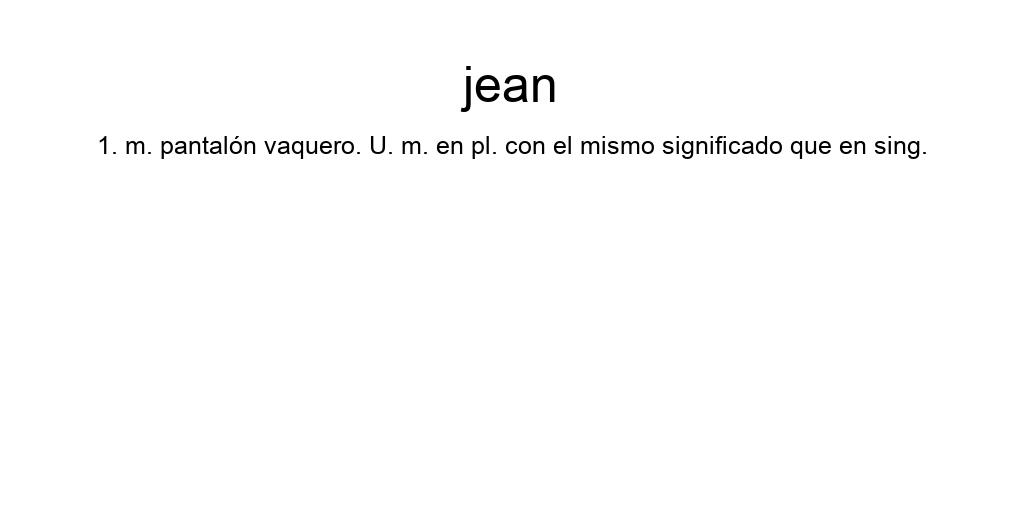 jean
1. m. pantalón vaquero. U. m. en pl. con el mismo significado que en sing.